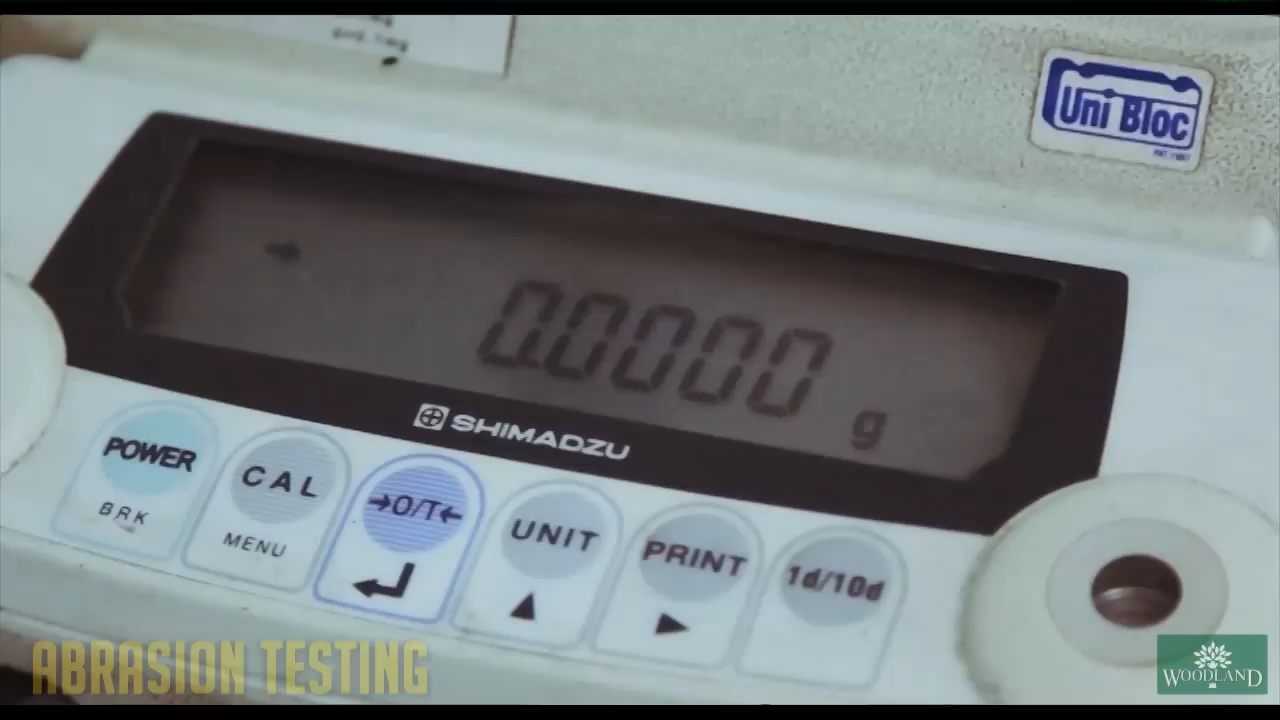 Uni Bloc
0.0000 g
SHIMADZU
POWER
BRK
CAL
MENU
→O/T←
UNIT
PRINT
1d/10d
ABRASION TESTING
WOODLAND